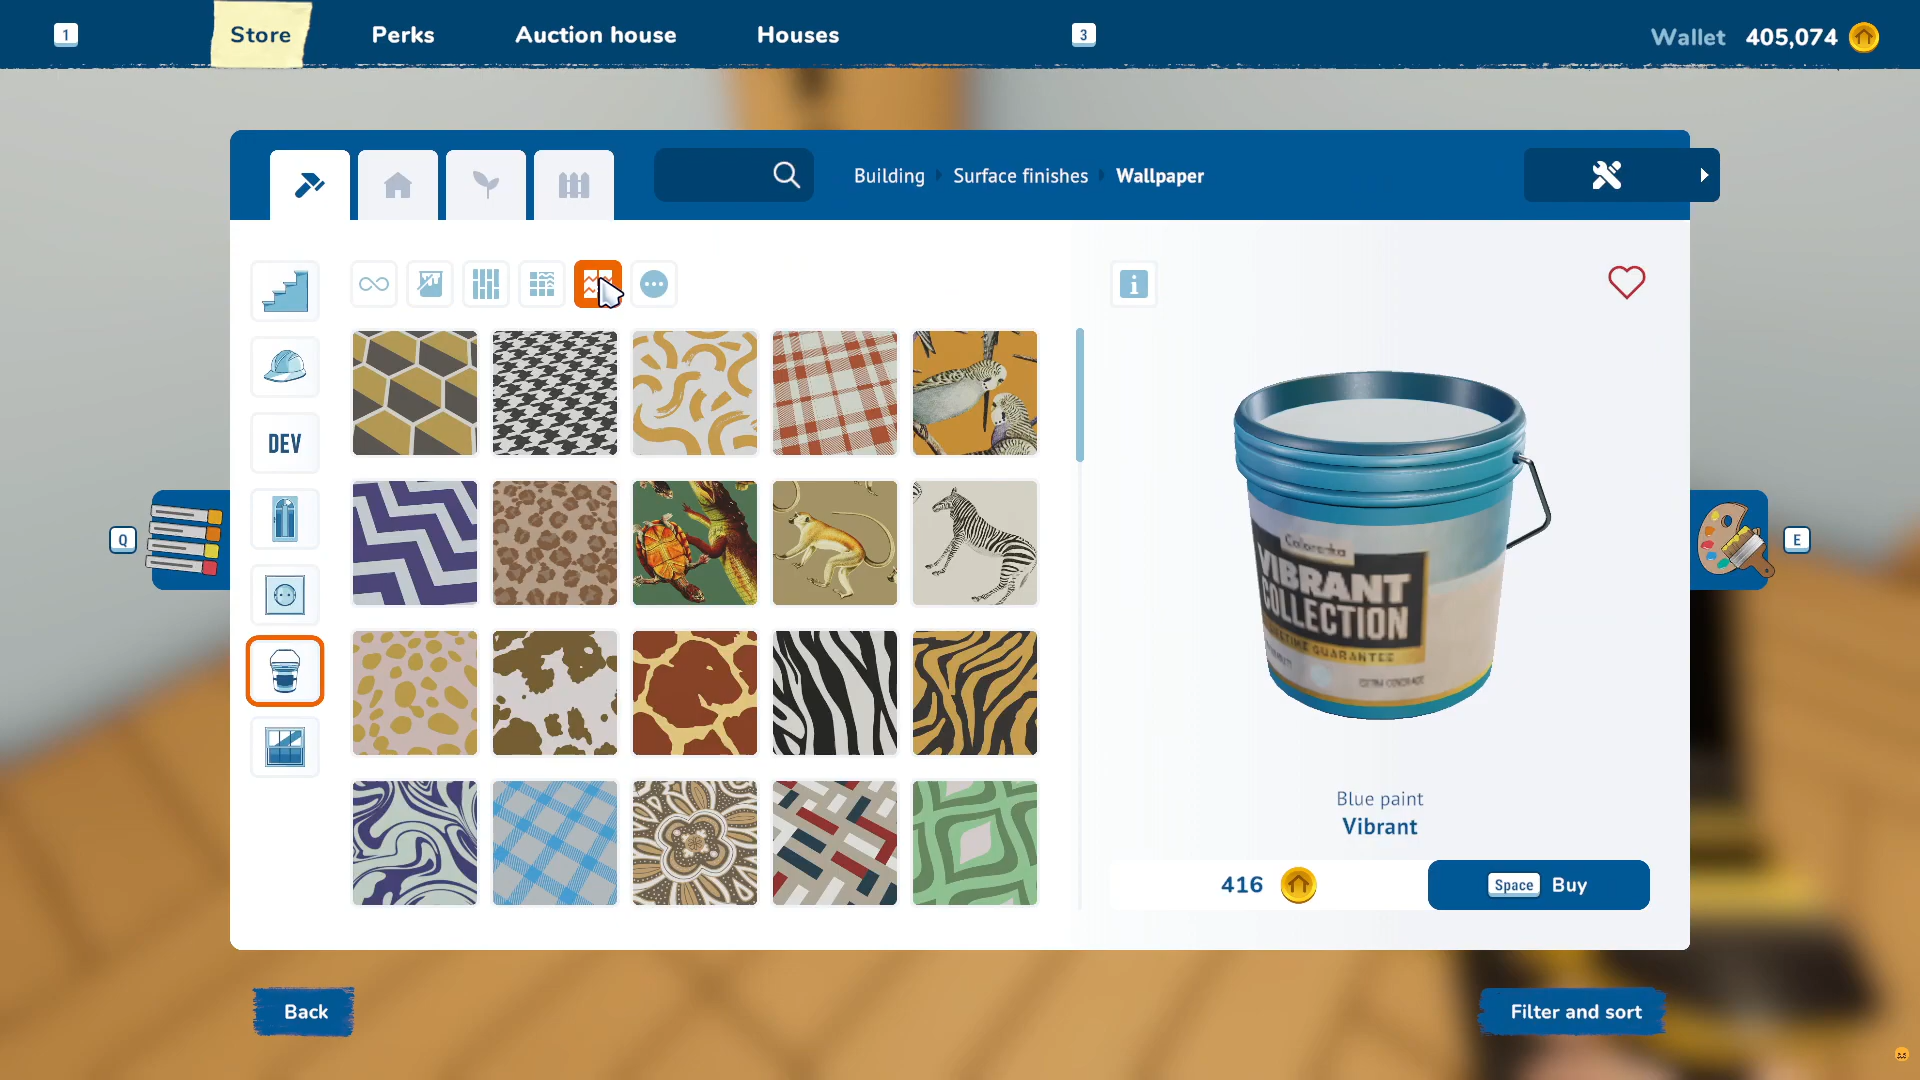 1
Store
Perks
Auction house
Houses
3
Wallet 405,074
Building
Surface finishes
Wallpaper
i
DEV
Q
E
VIBRANT
COLLECTION
GUARANTEE
Blue paint
Vibrant
416
Space Buy
Back
Filter and sort